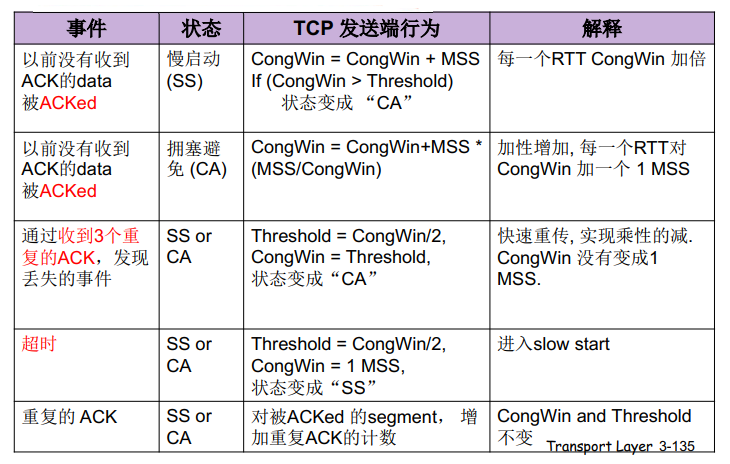 事件
状态
TCP 发送端行为
解释
以前没有收到
ACK的data
被ACKed
慢启动
(SS)
CongWin = CongWin + MSS
If (CongWin > Threshold)
状态变成 “CA”
每一个RTT CongWin 加倍
以前没有收到
ACK的data
被ACKed
拥塞避
免 (CA)
CongWin = CongWin+MSS *
(MSS/CongWin)
加性增加, 每一个RTT对
CongWin 加一个 1 MSS
通过收到3个重
复的ACK，发现
丢失的事件
SS or
CA
Threshold = CongWin/2,
CongWin = Threshold,
状态变成“CA”
快速重传, 实现乘性的减.
CongWin 没有变成1
MSS.
超时
SS or
CA
Threshold = CongWin/2,
CongWin = 1 MSS,
状态变成“SS”
进入slow start
重复的 ACK
SS or
CA
对被ACKed 的segment， 增
加重复ACK的计数
CongWin and Threshold
不变
Transport Layer 3-135